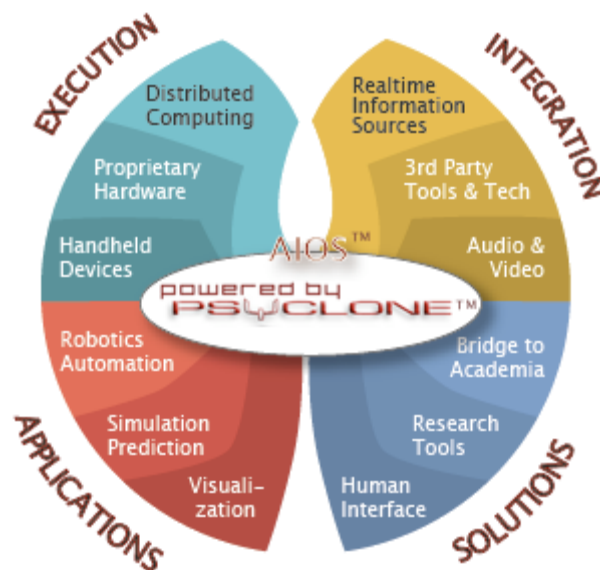 EXECUTION
Distributed
Computing
Proprietary
Hardware
Handheld
Devices
INTEGRATION
Realtime
Information
Sources
3rd Party
Tools & Tech
Audio &
Video
AIOS™
powered by
PSYCLONE™
APPLICATIONS
Robotics
Automation
Simulation
Prediction
Visuali-
zation
SOLUTIONS
Bridge to
Academia
Research
Tools
Human
Interface